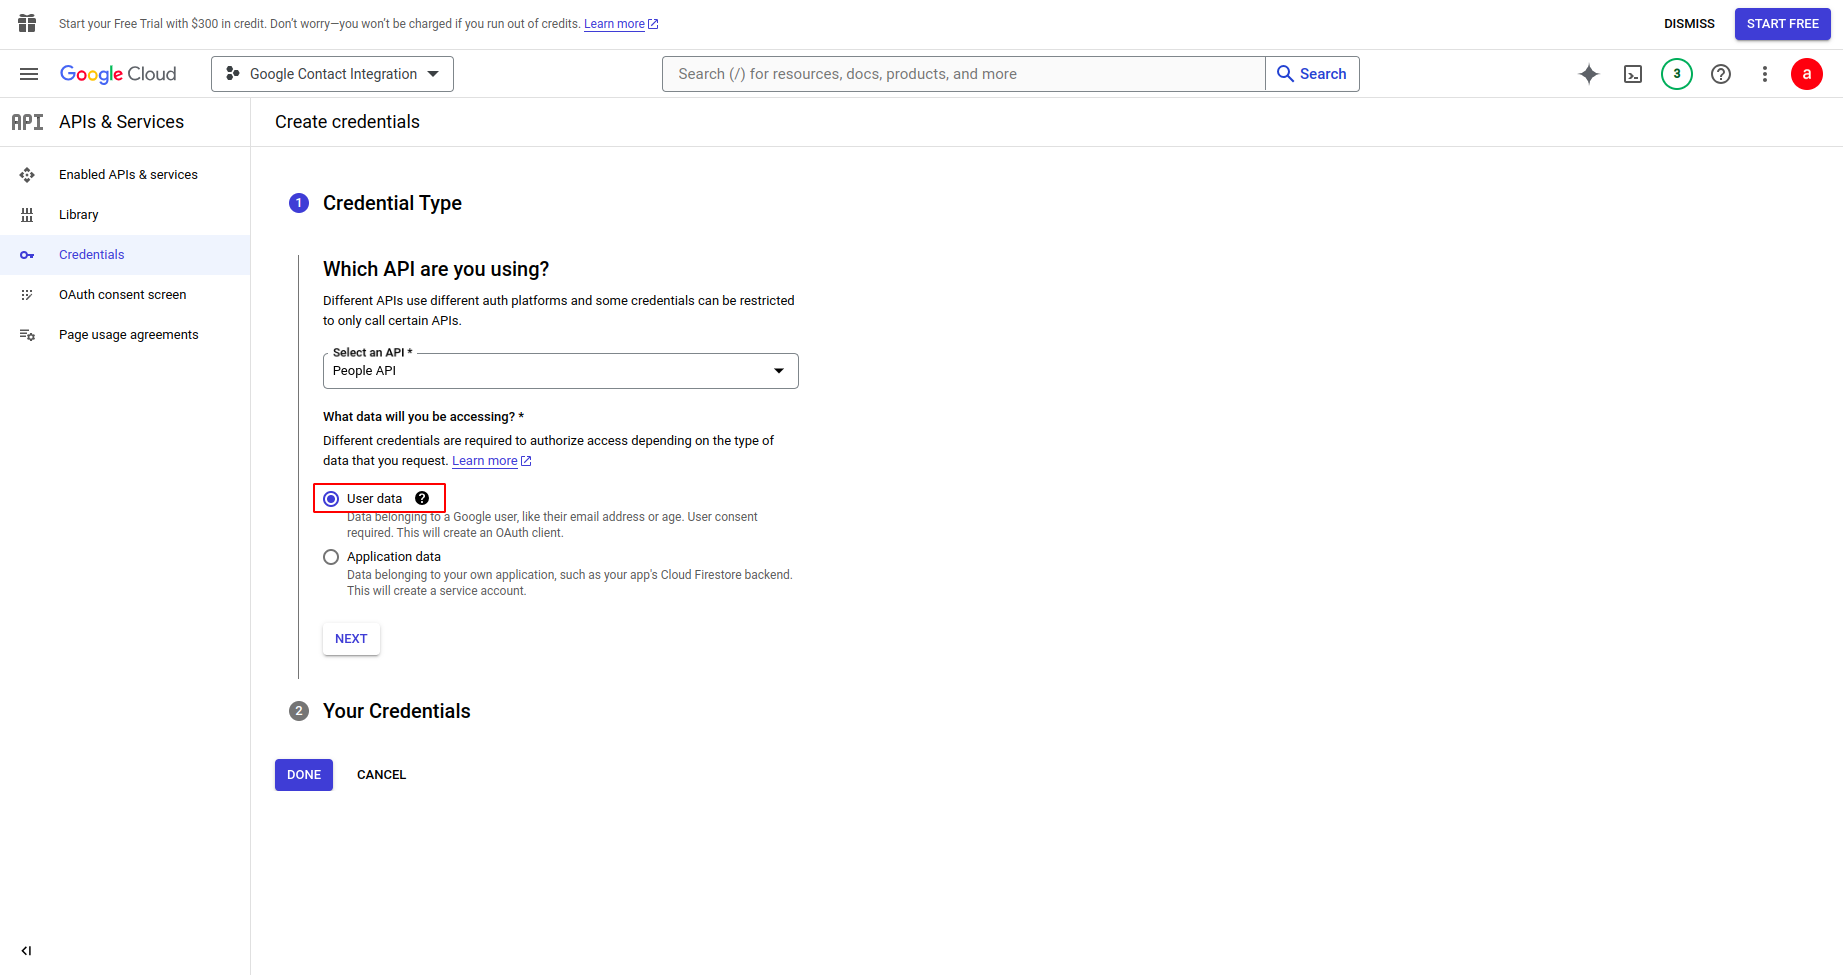 Start your Free Trial with $300 in credit. Don’t worry—you won’t be charged if you run out of credits. Learn more
DISMISS
START FREE
Google Cloud
Google Contact Integration
Search (/) for resources, docs, products, and more
Search
3
a
API
APIs & Services
Create credentials
Enabled APIs & services
Library
Credentials
OAuth consent screen
Page usage agreements
1
Credential Type
Which API are you using?
Different APIs use different auth platforms and some credentials can be restricted
to only call certain APIs.
Select an API *
People API
What data will you be accessing? *
Different credentials are required to authorize access depending on the type of
data that you request. Learn more
User data
Data belonging to a Google user, like their email address or age. User consent
required. This will create an OAuth client.
Application data
Data belonging to your own application, such as your app's Cloud Firestore backend.
This will create a service account.
NEXT
2
Your Credentials
DONE
CANCEL